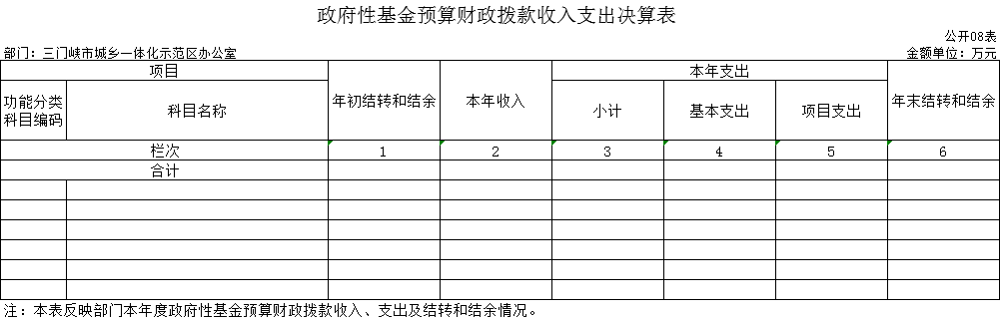 政府性基金预算财政拨款收入支出决算表
公开08表
部门：三门峡市城乡一体化示范区办公室
金额单位：万元
项目
年初结转和结余
本年收入
本年支出
年末结转和结余
功能分类
科目编码
科目名称
小计
基本支出
项目支出
栏次
1
2
3
4
5
6
合计
注：本表反映部门本年度政府性基金预算财政拨款收入、支出及结转和结余情况。